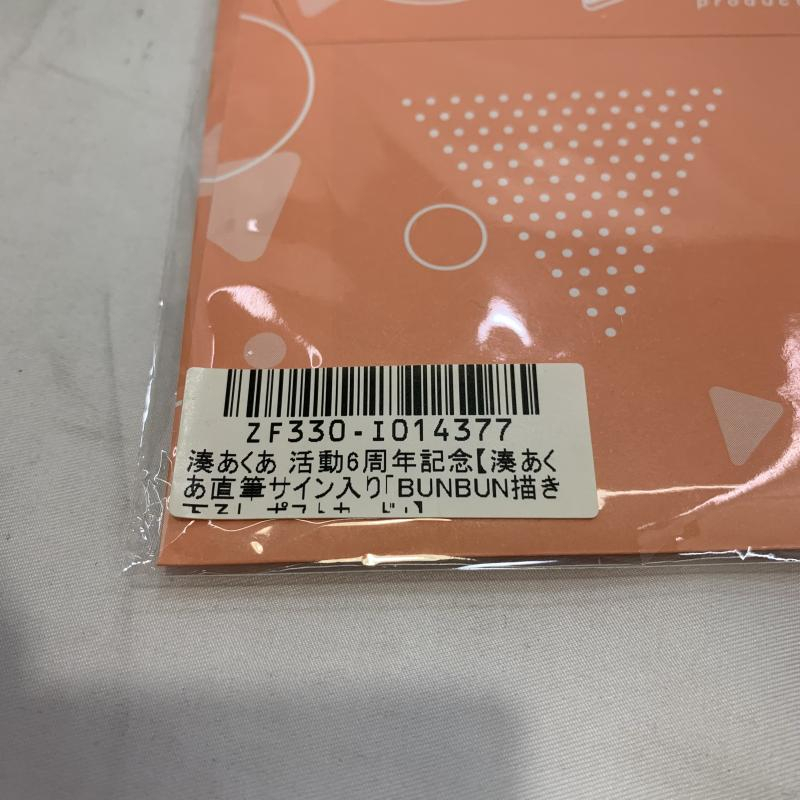 product
ZF330-I014377
湊あくあ 活動6周年記念【湊あく
あ直筆サイン入り「BUNBUN描き